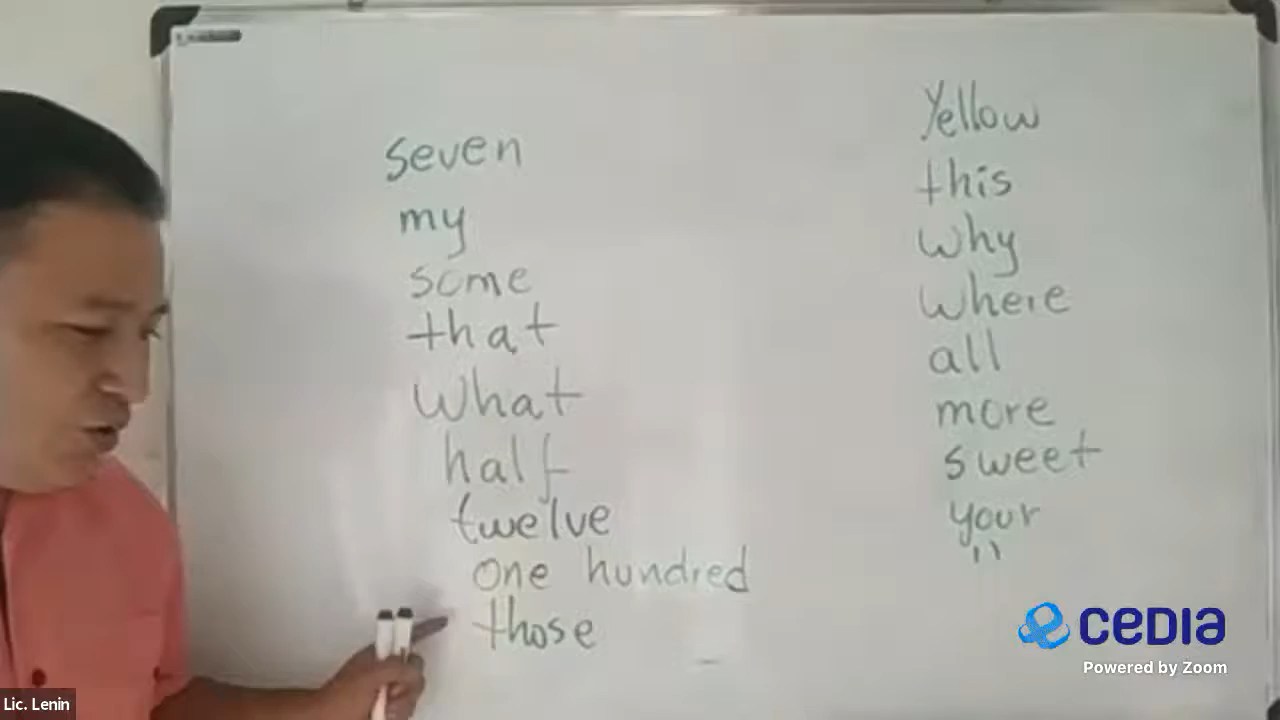 seven
my
some
that
what
half
twelve
one hundred
those
Yellow
this
why
where
all
more
sweet
your
"
CEDIA
Powered by Zoom
Lic. Lenin